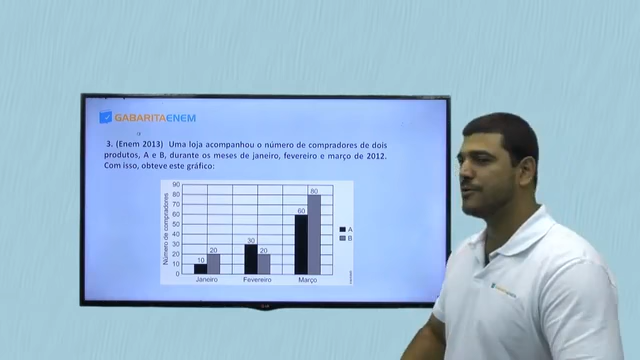 GABARITAENEM
3. (Enem 2013) Uma loja acompanhou o número de compradores de dois
produtos, A e B, durante os meses de janeiro, fevereiro e março de 2012.
Com isso, obteve este gráfico:
Número de compradores
90
80
70
60
50
40
30
20
10
0
10
20
30
20
60
80
A
B
Janeiro
Fevereiro
Março